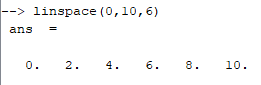 --> linspace(0,10,6)
ans  =
0.   2.   4.   6.   8.   10.